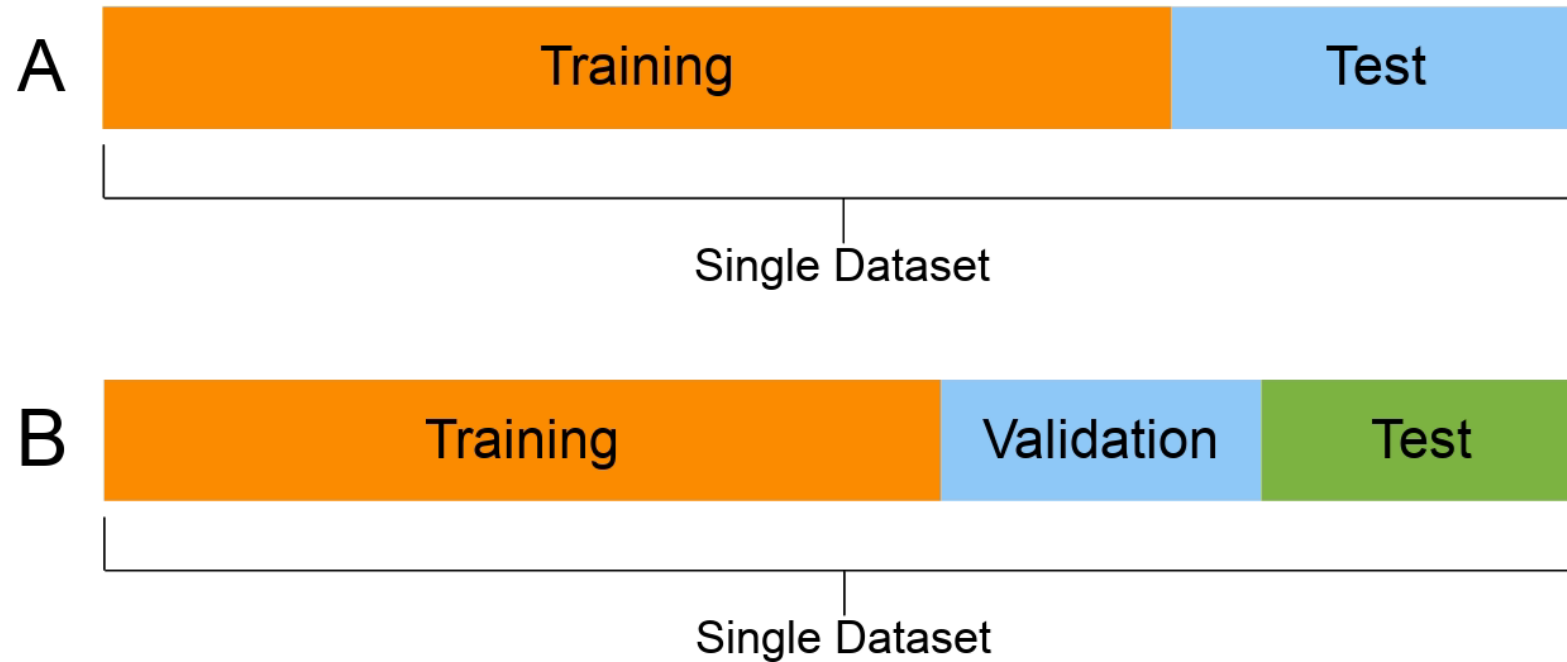 A
Training
Test
Single Dataset
B
Training
Validation
Test
Single Dataset